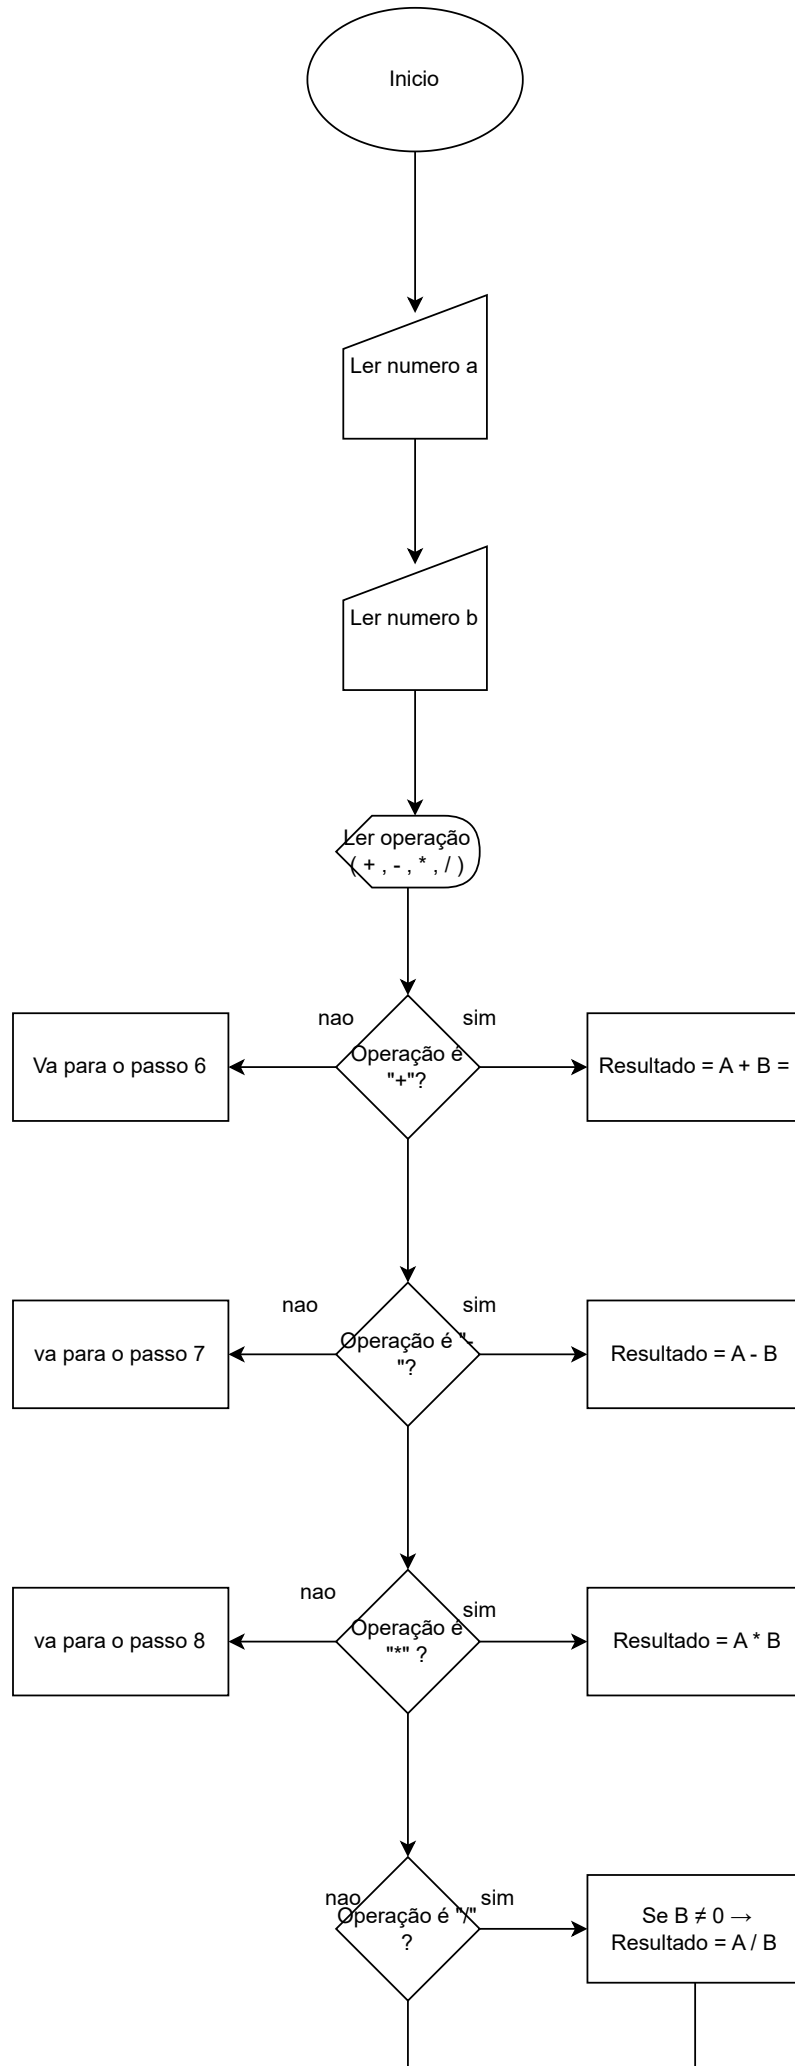 Inicio
Ler numero a
Ler numero b
Ler operação
( + , - , * , / )
nao
sim
Va para o passo 6
Operação é
"+"?
Resultado = A + B =
nao
sim
va para o passo 7
Operação é "-
"?
Resultado = A - B
nao
sim
va para o passo 8
Operação é
"*" ?
Resultado = A * B
nao
sim
Operação é "/"
?
Se B ≠ 0 →
Resultado = A / B